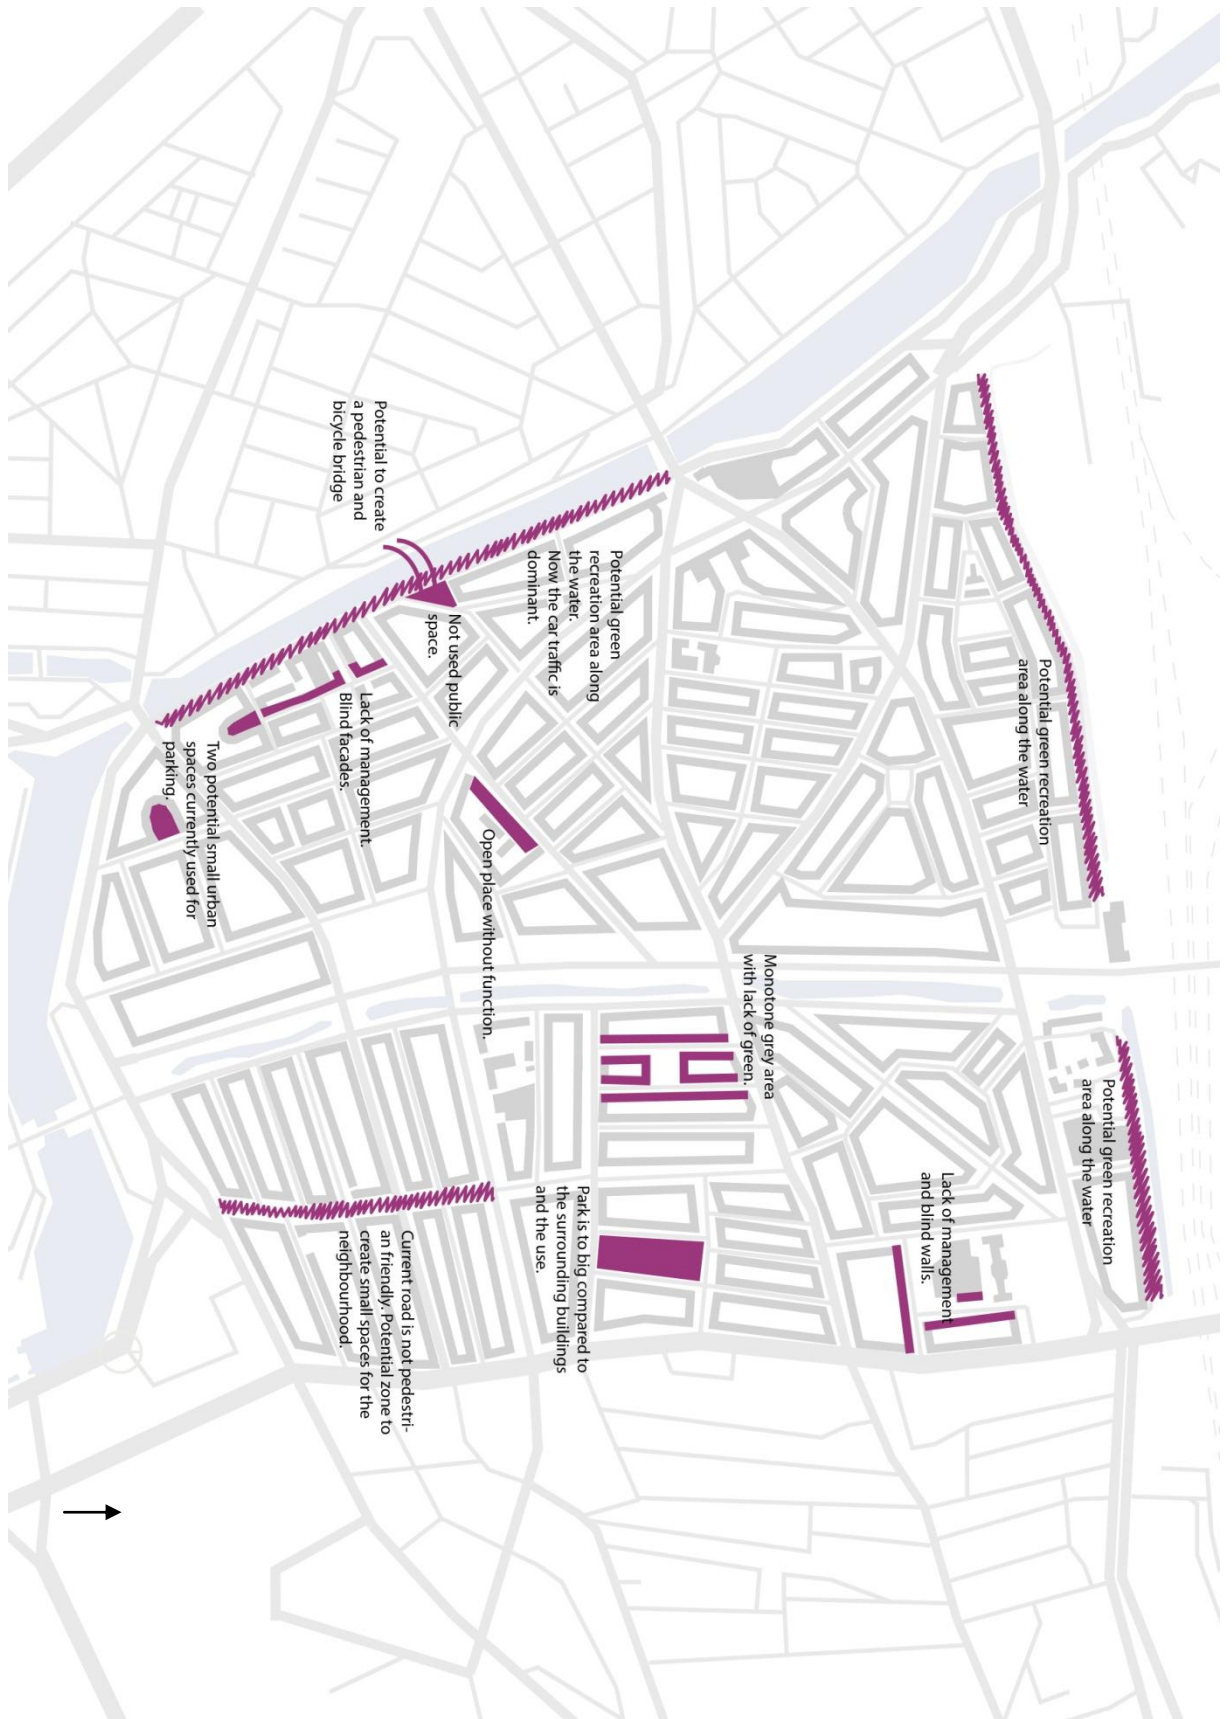 Potential green recreation
area along the water
Potential green recreation
area along the water
Potential green
recreation area along
the water.
Now the car traffic is
dominant.
Potential to create
a pedestrian and
bicycle bridge
Not used public
space.
Lack of management.
Blind facades.
Two potential small urban
spaces currently used for
parking.
Open place without function.
Monotone grey area
with lack of green.
Lack of management
and blind walls.
Park is to big compared to
the surrounding buildings
and the use.
Current road is not pedestri-
an friendly. Potential zone to
create small spaces for the
neighbourhood.